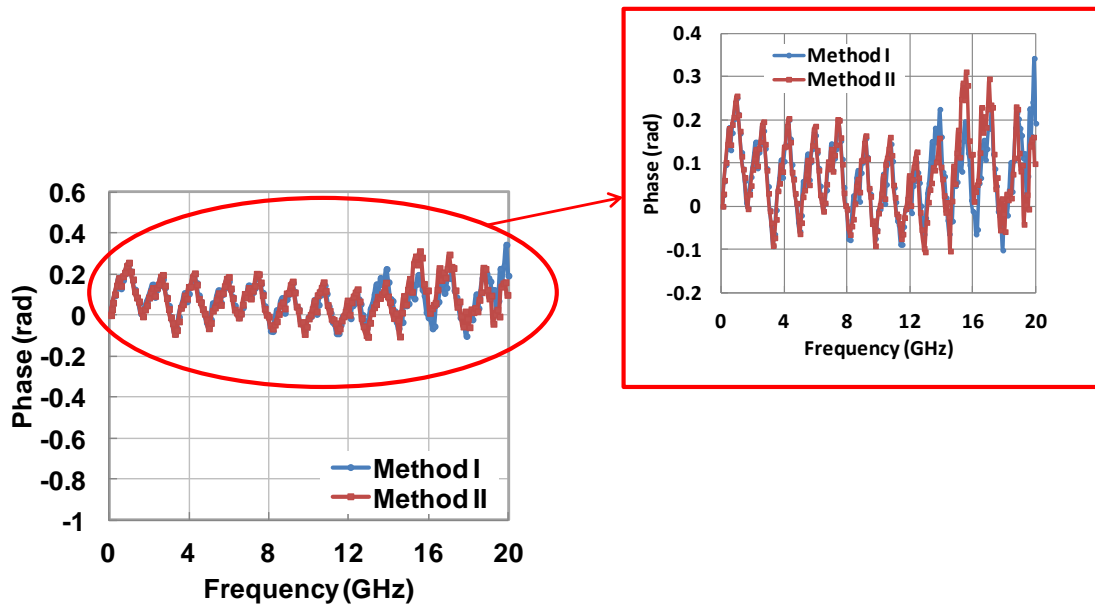 0.6
0.4
0.2
0
-0.2
-0.4
-0.6
-0.8
-1
Phase (rad)
Method I
Method II
0 4 8 12 16 20
Frequency (GHz)
0.4
0.3
0.2
0.1
0
-0.1
-0.2
Phase (rad)
Method I
Method II
0 4 8 12 16 20
Frequency (GHz)